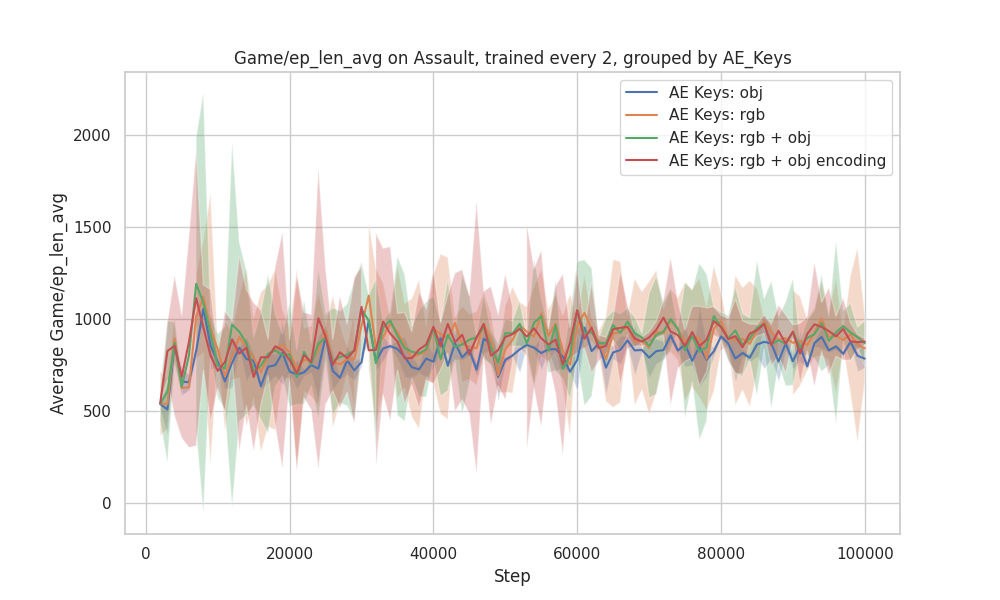 Game/ep_len_avg on Assault, trained every 2, grouped by AE_Keys
AE Keys: obj
AE Keys: rgb
AE Keys: rgb + obj
AE Keys: rgb + obj encoding
Average Game/ep_len_avg
2000
1500
1000
500
0
0 20000 40000 60000 80000 100000
Step